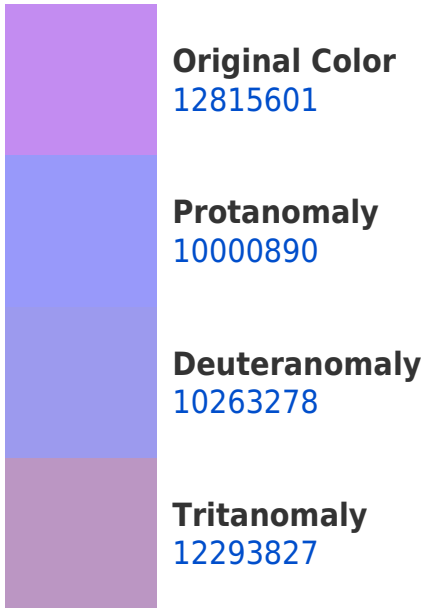 Original Color
12815601
Protanomaly
10000890
Deuteranomaly
10263278
Tritanomaly
12293827